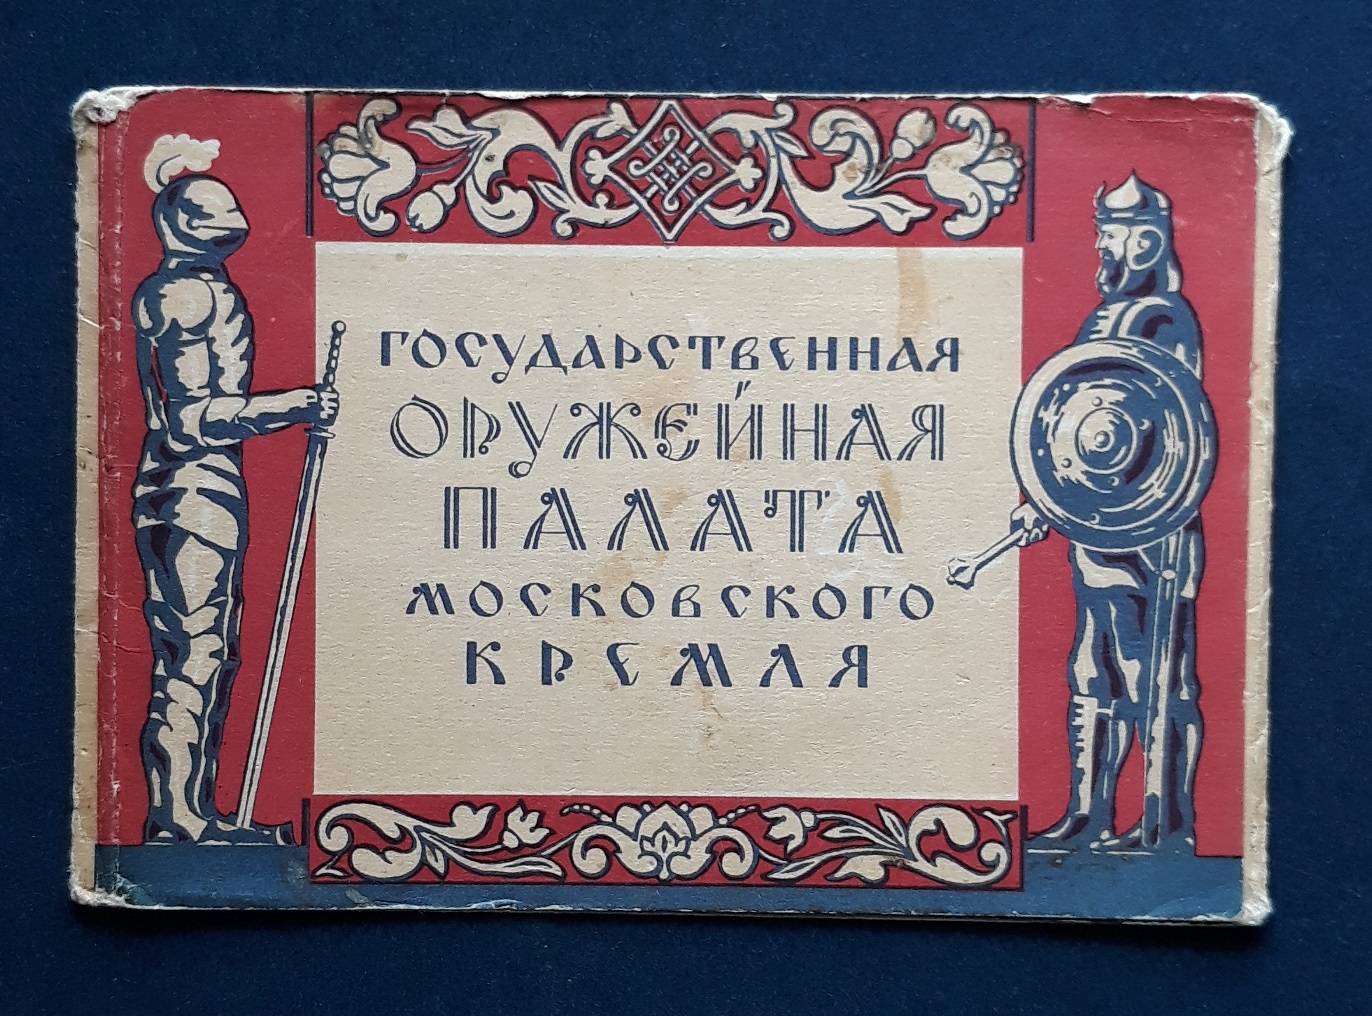 ГОСУДАРСТВЕННАЯ
ОРУЖЕЙНАЯ
ПАЛАТА
МОСКОВСКОГО
КРЕМЛЯ